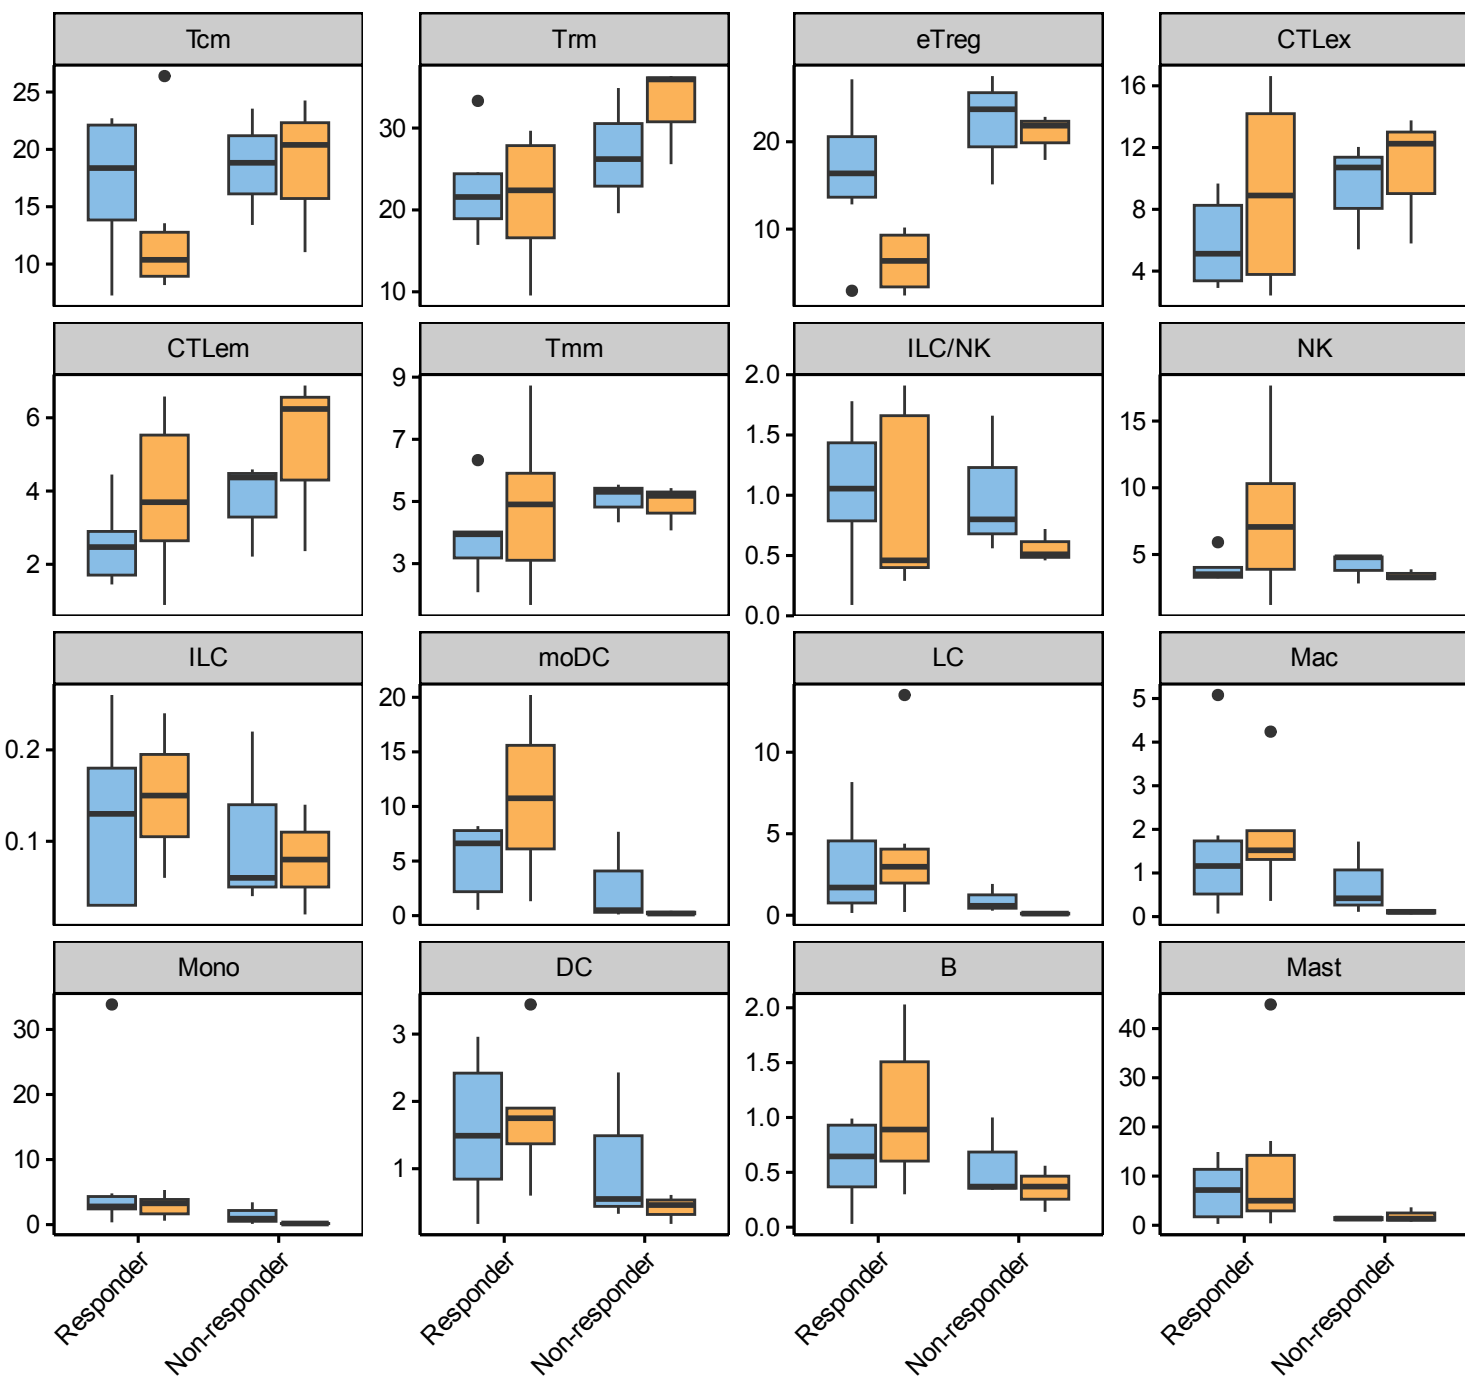 Tcm Trm eTreg CTLex
25 20 15 10
30 20 10
20 10
16 12 8 4
CTLem Tmm ILC/NK NK
6 4 2
9 7 5 3
2.0 1.5 1.0 0.5 0.0
15 10 5
ILC moDC LC Mac
0.2 0.1
20 15 10 5 0
10 5 0
5 4 3 2 1 0
Mono DC B Mast
30 20 10 0
3 2 1
2.0 1.5 1.0 0.5 0.0
40 30 20 10 0
Responder Non-responder Responder Non-responder Responder Non-responder Responder Non-responder